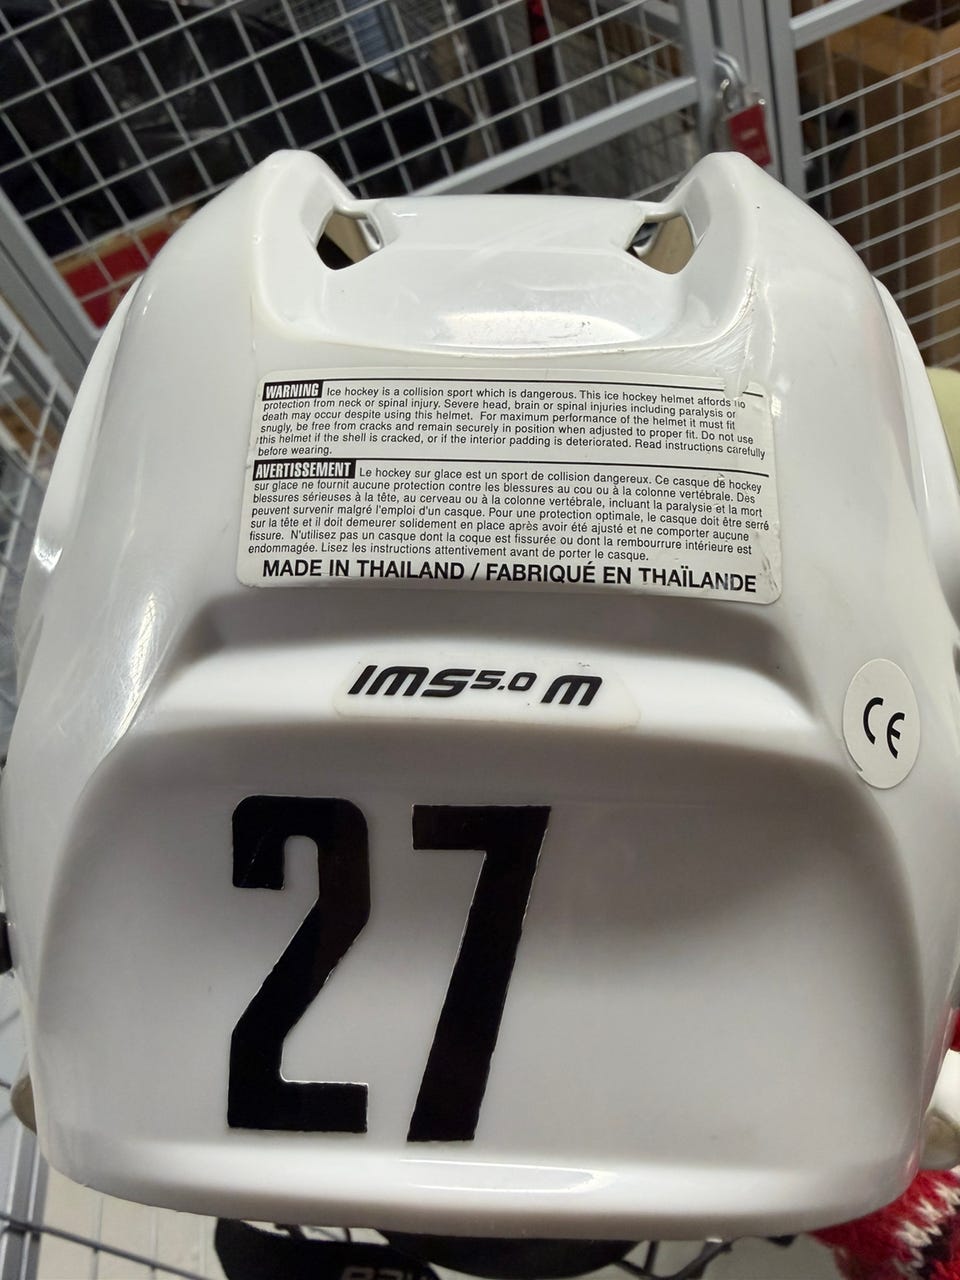 WARNING Ice hockey is a collision sport which is dangerous. This ice hockey helmet affords no
protection from neck or spinal injury. Severe head, brain or spinal injuries including paralysis or
death may occur despite using this helmet. For maximum performance of the helmet it must fit
snugly, be free from cracks and remain securely in position when adjusted to proper fit. Do not use
this helmet if the shell is cracked, or if the interior padding is deteriorated. Read instructions carefully
before wearing.
AVERTISSEMENT Le hockey sur glace est un sport de collision dangereux. Ce casque de hockey
sur glace ne fournit aucune protection contre les blessures au cou ou à la colonne vertébrale. Des
blessures sérieuses à la tête, au cerveau ou à la colonne vertébrale, incluant la paralysie et la mort
peuvent survenir malgré l'emploi d'un casque. Pour une protection optimale, le casque doit être serré
sur la tête et il doit demeurer solidement en place après avoir été ajusté et ne comporter aucune
fissure. N'utilisez pas un casque dont la coque est fissurée ou dont la rembourrure intérieure est
endommagée. Lisez les instructions attentivement avant de porter le casque.
MADE IN THAILAND / FABRIQUÉ EN THAÏLANDE
IMS 5.0 M
CE
27